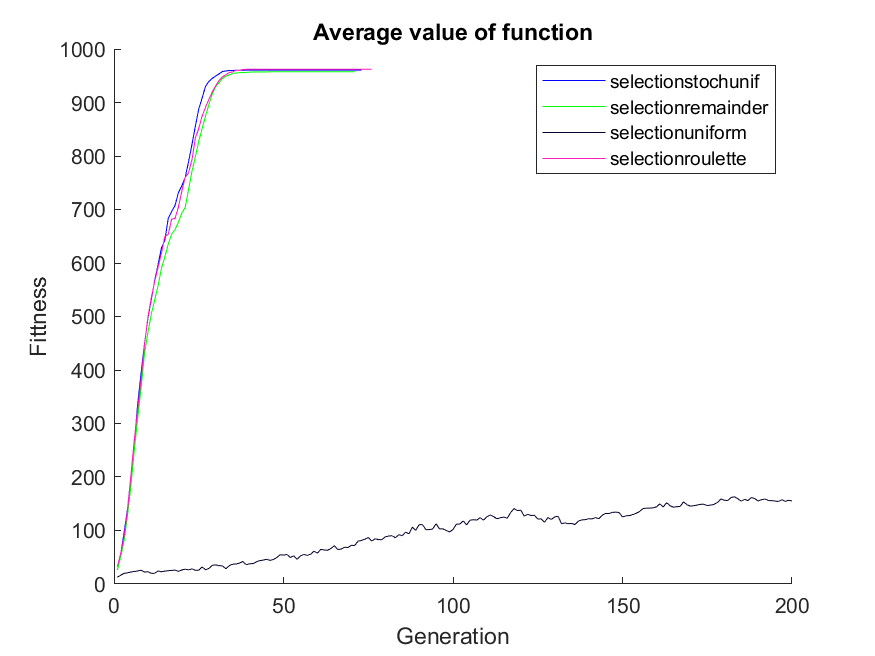 Average value of function
1000
900
800
700
600
500
400
300
200
100
0
Fittness
selectionstochunif
selectionremainder
selectionuniform
selectionroulette
0 50 100 150 200
Generation